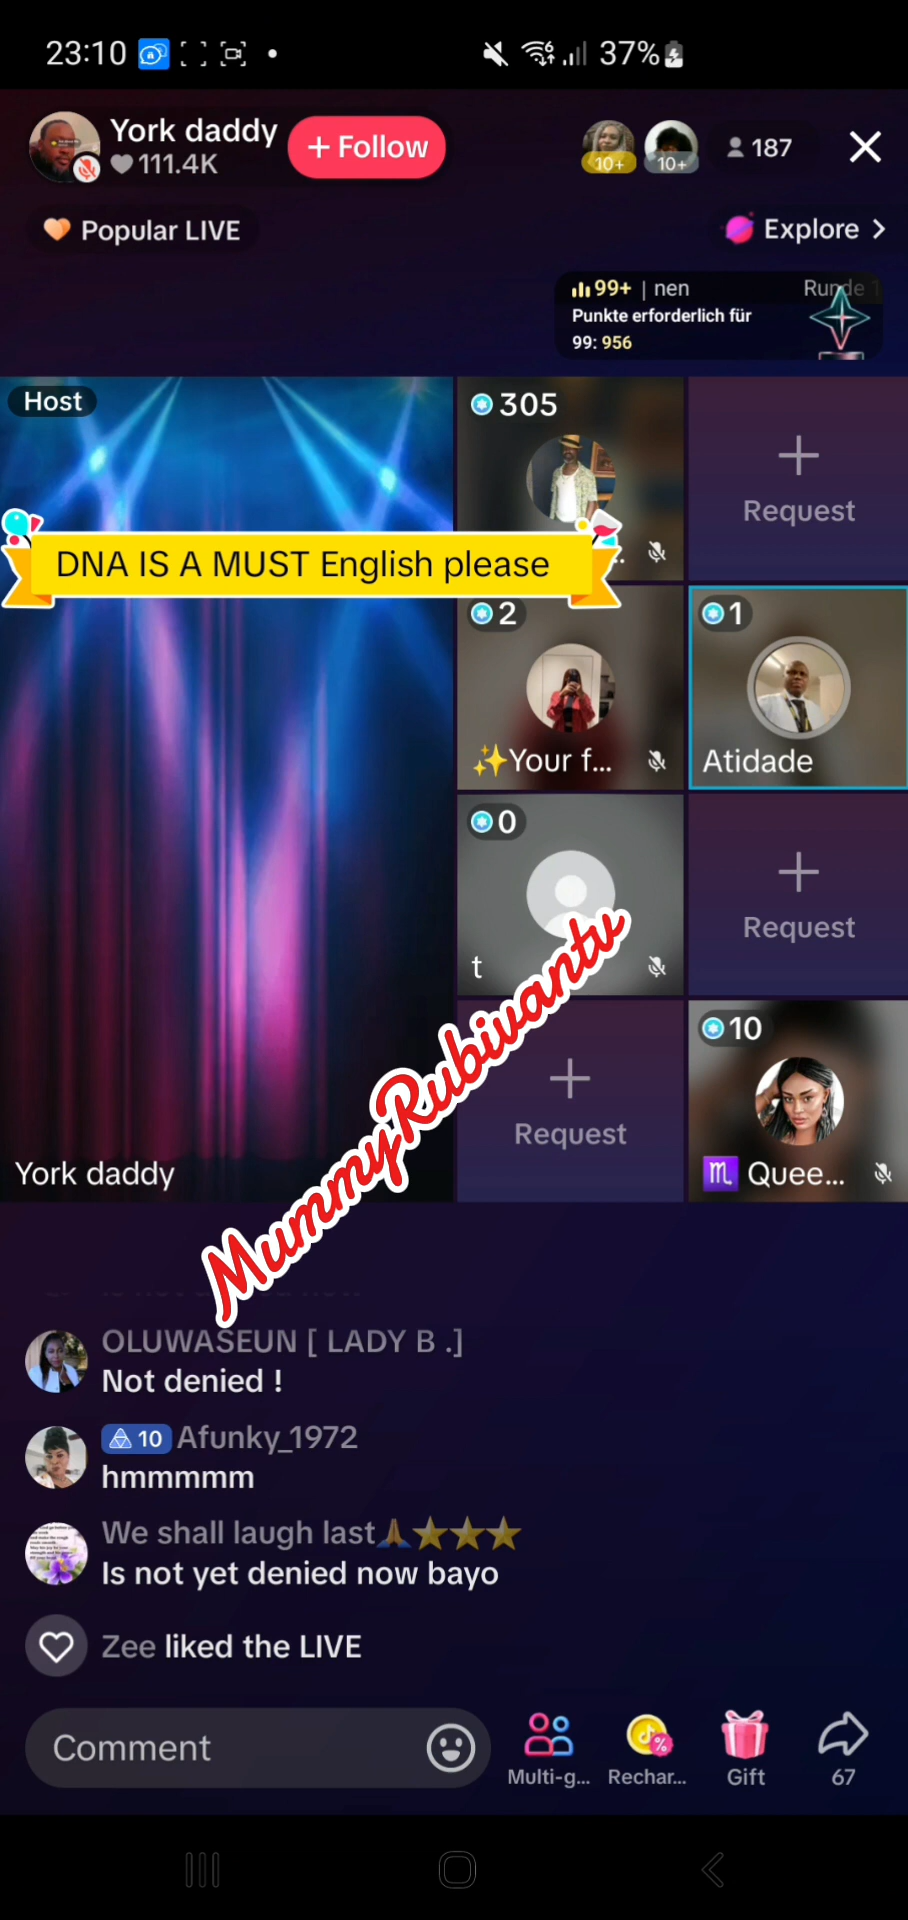 23:10
37%
York daddy
111.4K
+ Follow
10+
10+
187
Popular LIVE
Explore >
99+ | nen
Runde 1
Punkte erforderlich für
99: 956
Host
305
Request
DNA IS A MUST English please
2
✨Your f...
1
Atidade
0
t
Request
Request
10
♏ Quee...
York daddy
MummyRubivantv
OLUWASEUN [ LADY B .]
Not denied !
10 Afunky_1972
hmmmmm
We shall laugh last🙏⭐⭐⭐
Is not yet denied now bayo
Zee liked the LIVE
Comment
Multi-g...
Rechar...
Gift
67